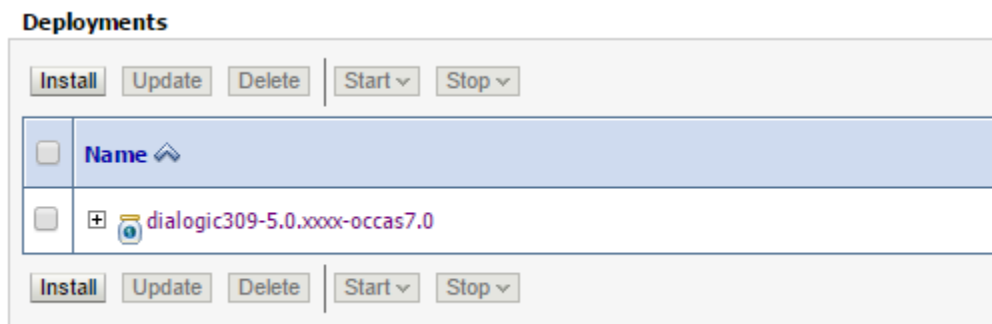 Deployments
Install Update Delete Start Stop
Name
dialogic309-5.0.xxxx-occas7.0
Install Update Delete Start Stop